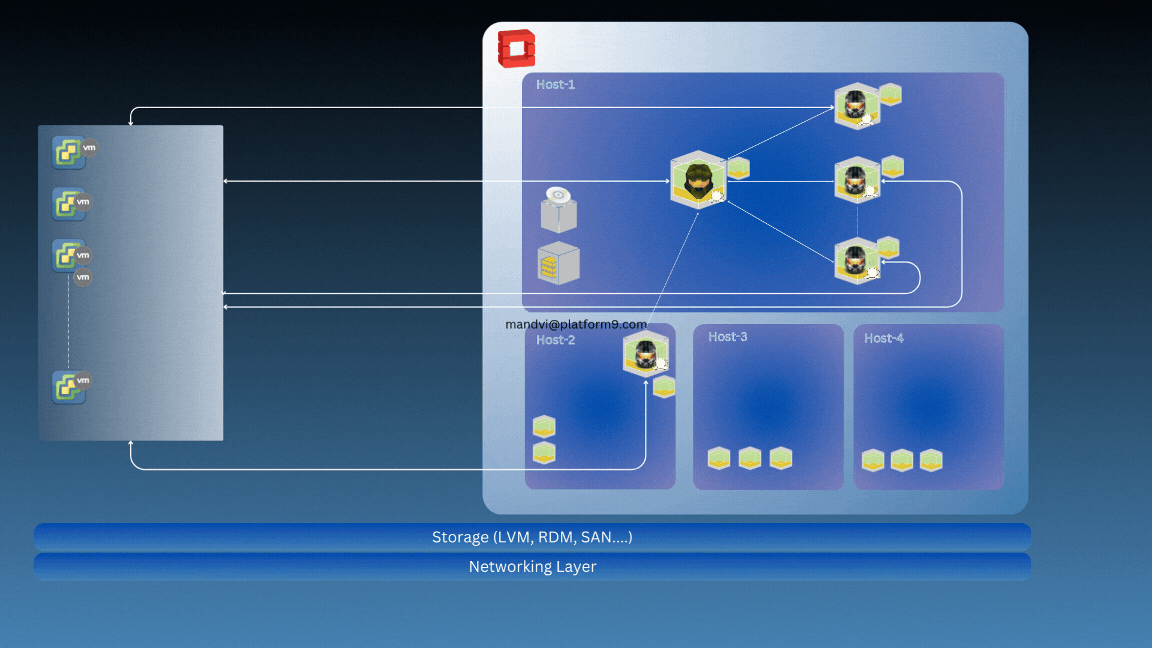 Host-1
vm
vm
vm
vm
mandvi@platform9.com
Host-2
Host-3
Host-4
vm
Storage (LVM, RDM, SAN....)
Networking Layer